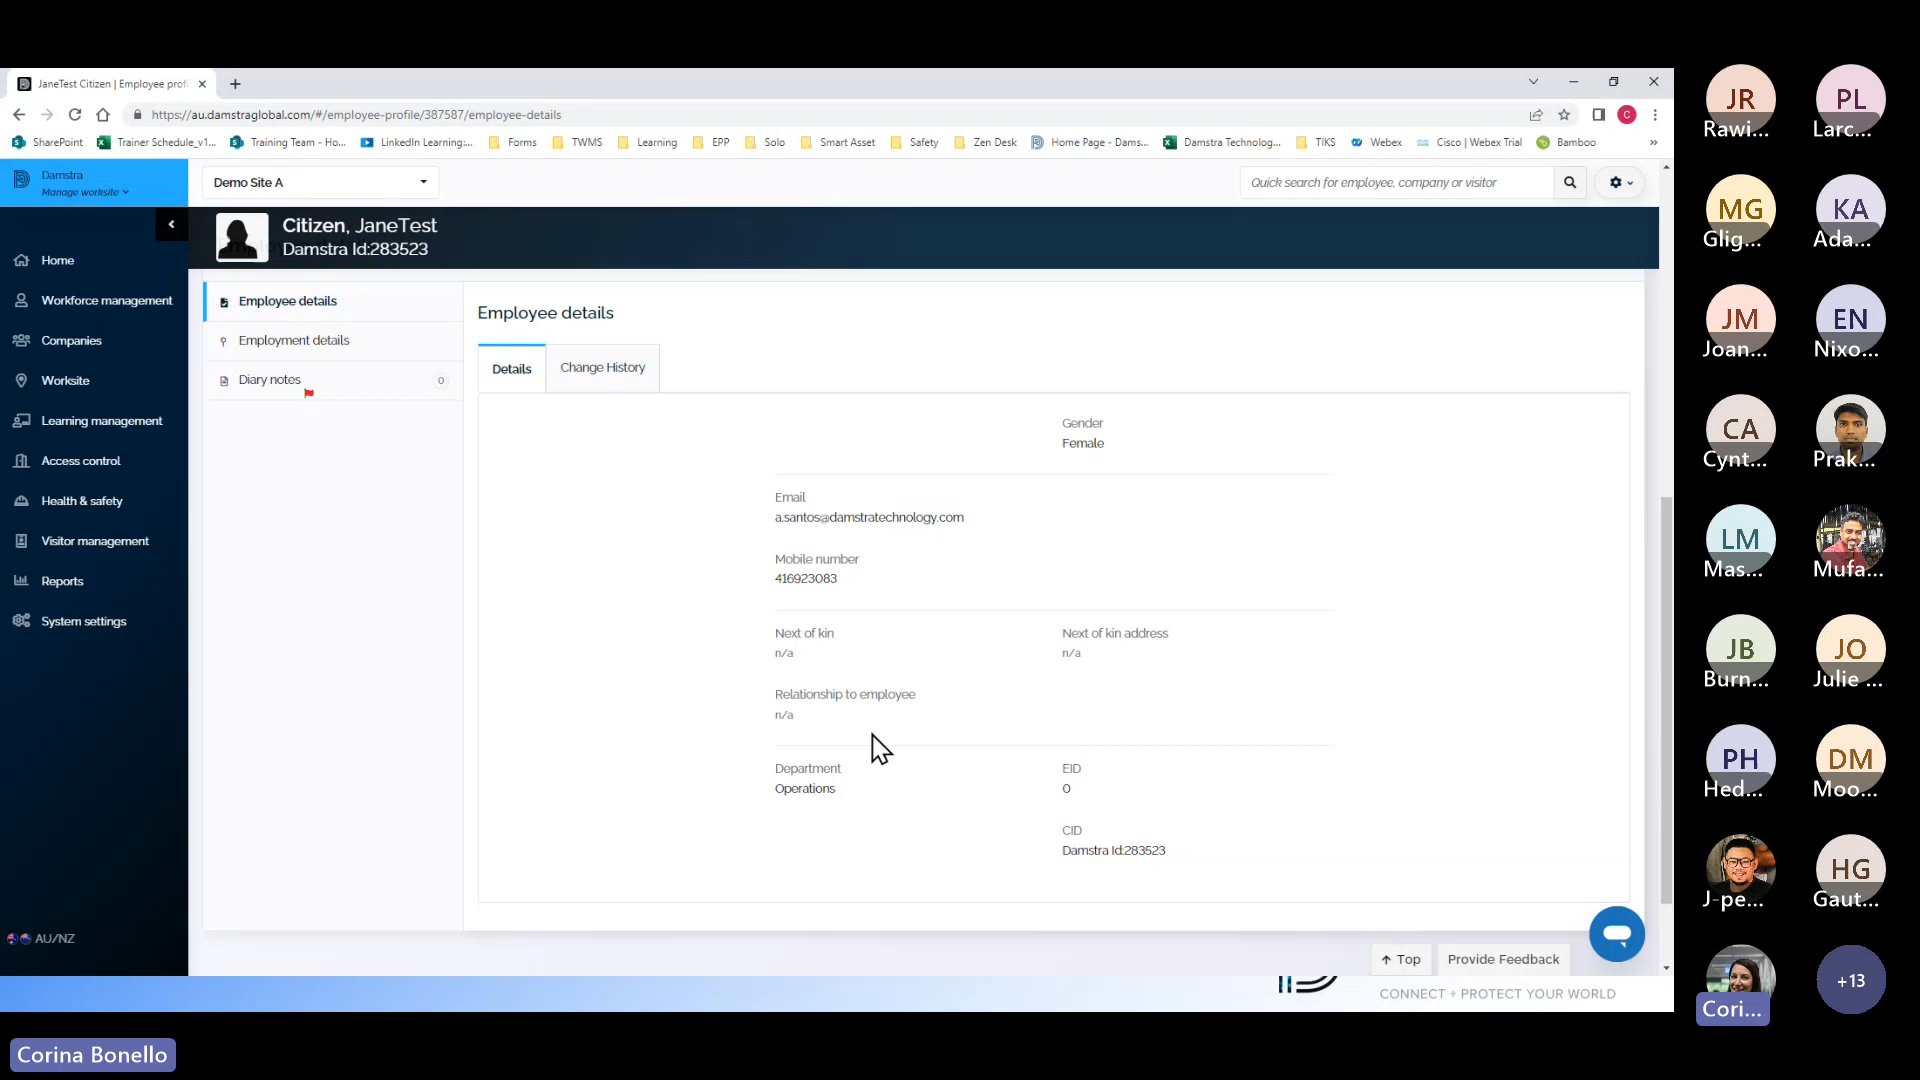 JaneTest Citizen | Employee profi
https://au.damstraglobal.com/#/employee-profile/387587/employee-details
C
SharePoint
Trainer Schedule_v1...
Training Team - Ho...
LinkedIn Learning:...
Forms
TWMS
Learning
EPP
Solo
Smart Asset
Safety
Zen Desk
Home Page - Dams...
Damstra Technolog...
TIKS
Webex
Cisco | Webex Trial
Bamboo
»
Damstra
Manage worksite
Demo Site A
Quick search for employee, company or visitor
Citizen, JaneTest
Damstra Id:283523
Home
Workforce management
Companies
Worksite
Learning management
Access control
Health & safety
Visitor management
Reports
System settings
AU/NZ
Employee details
Employment details
Diary notes
0
Employee details
Details
Change History
Gender
Female
Email
a.santos@damstratechnology.com
Mobile number
416923083
Next of kin
n/a
Next of kin address
n/a
Relationship to employee
n/a
Department
Operations
EID
0
CID
Damstra Id:283523
Top
Provide Feedback
CONNECT + PROTECT YOUR WORLD
Corina Bonello
JR
Rawi...
PL
Larc...
MG
Glig...
KA
Ada...
JM
Joan...
EN
Nixo...
CA
Cynt...
Prak...
LM
Mas...
Mufa...
JB
Burn...
JO
Julie ...
PH
Hed...
DM
Moo...
J-pe...
HG
Gaut...
Cori...
+13